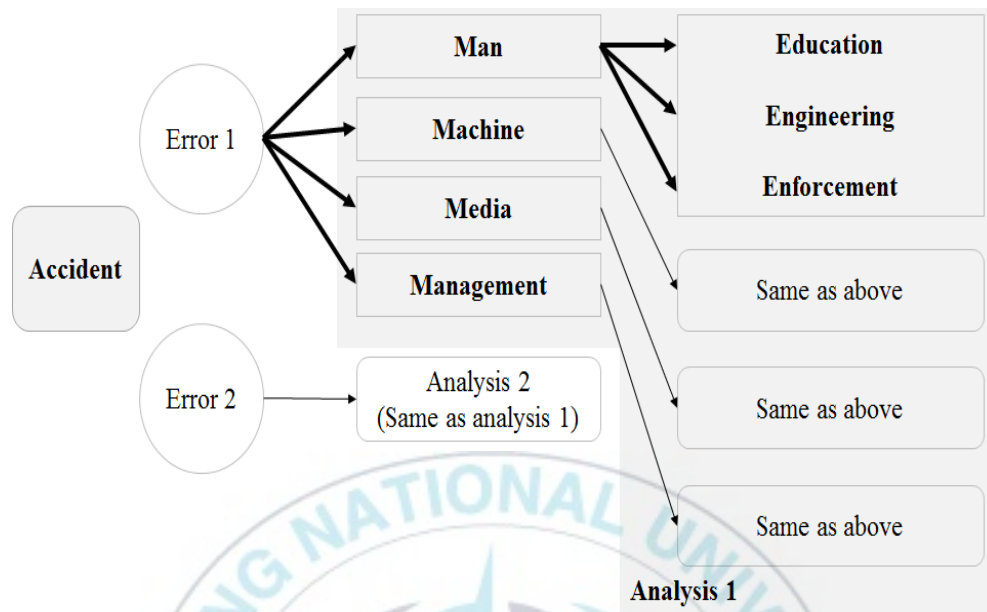 Accident
Error 1
Man
Machine
Media
Management
Education
Engineering
Enforcement
Same as above
Same as above
Same as above
Analysis 1
Error 2
Analysis 2
(Same as analysis 1)
NATIONAL